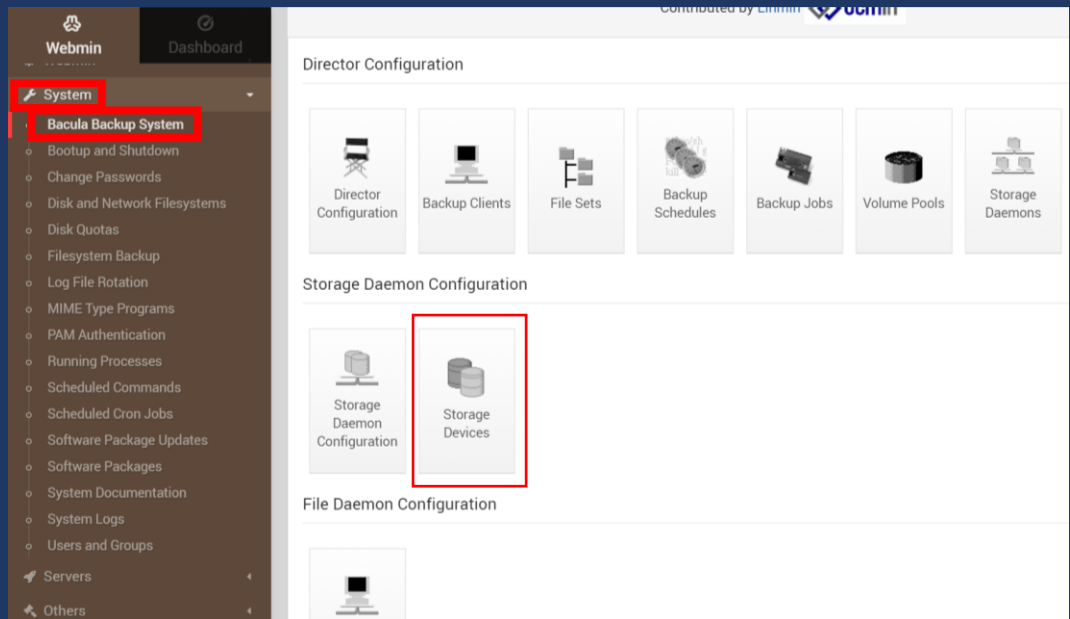 Contributed by Linmin
Webmin
Dashboard
Webmin
System
Bacula Backup System
Bootup and Shutdown
Change Passwords
Disk and Network Filesystems
Disk Quotas
Filesystem Backup
Log File Rotation
MIME Type Programs
PAM Authentication
Running Processes
Scheduled Commands
Scheduled Cron Jobs
Software Package Updates
Software Packages
System Documentation
System Logs
Users and Groups
Servers
Others
Director Configuration
Director
Configuration
Backup Clients
File Sets
Backup
Schedules
Backup Jobs
Volume Pools
Storage
Daemons
Storage Daemon Configuration
Storage
Daemon
Configuration
Storage
Devices
File Daemon Configuration